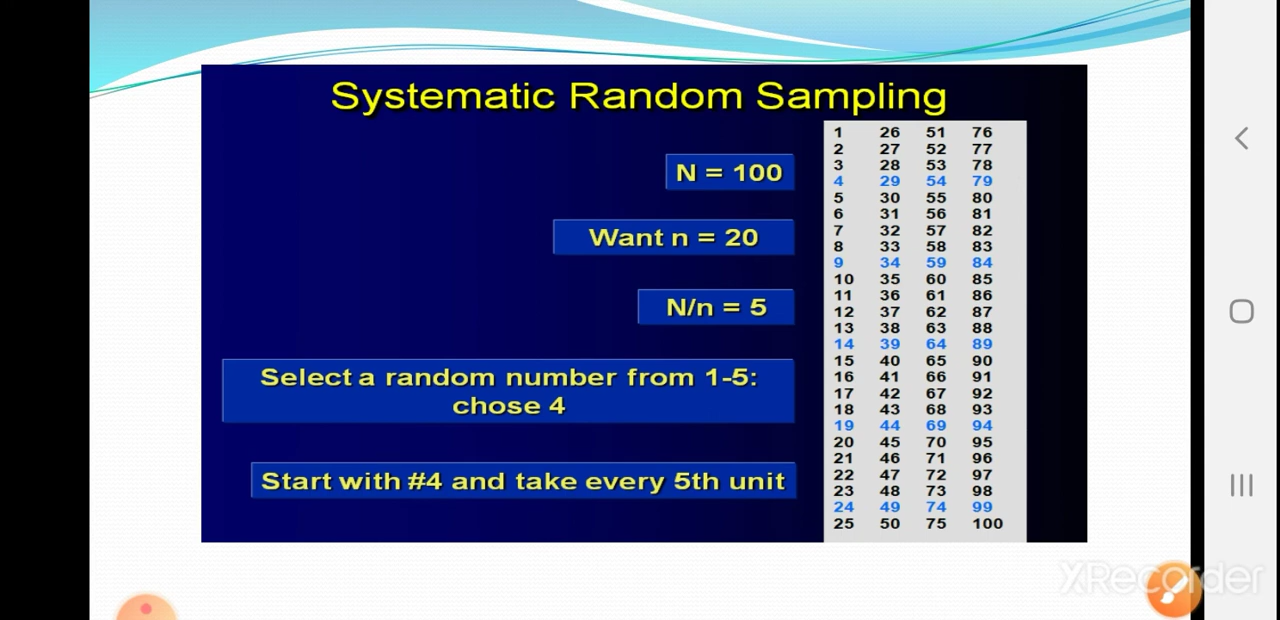 Systematic Random Sampling
N = 100
Want n = 20
N/n = 5
Select a random number from 1-5:
chose 4
Start with #4 and take every 5th unit
1 26 51 76
2 27 52 77
3 28 53 78
4 29 54 79
5 30 55 80
6 31 56 81
7 32 57 82
8 33 58 83
9 34 59 84
10 35 60 85
11 36 61 86
12 37 62 87
13 38 63 88
14 39 64 89
15 40 65 90
16 41 66 91
17 42 67 92
18 43 68 93
19 44 69 94
20 45 70 95
21 46 71 96
22 47 72 97
23 48 73 98
24 49 74 99
25 50 75 100
XRecorder